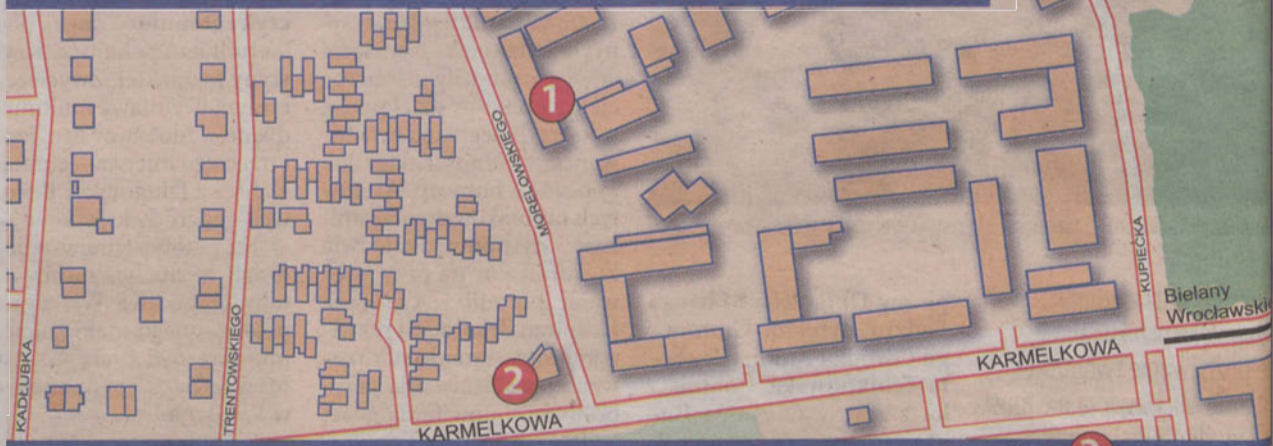 1
MORELOWSKIEGO
KUPIECKA
Bielany
Wrocławskie
TRENTOWSKIEGO
KADŁUBKA
2
KARMELKOWA
KARMELKOWA